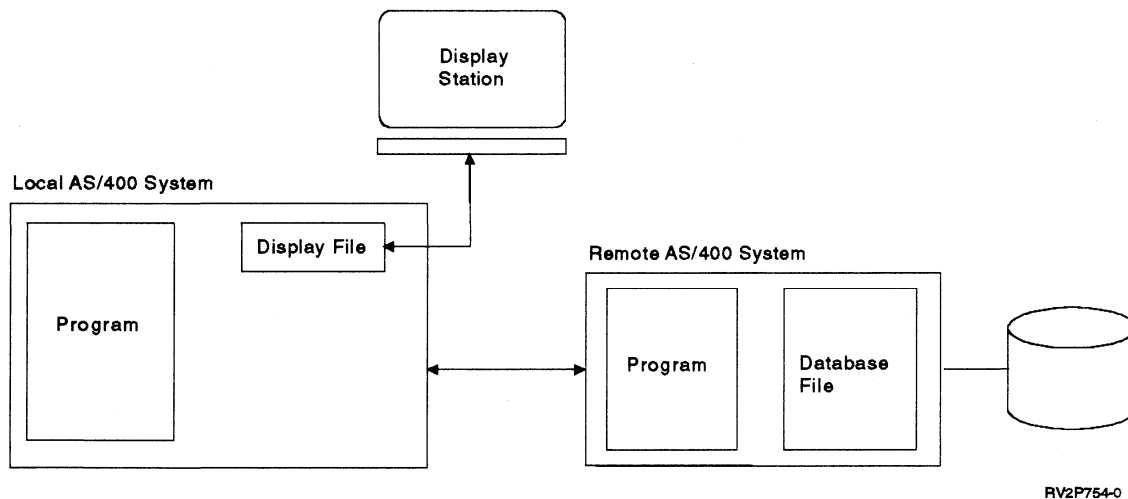 Display
Station
Local AS/400 System
Display File
Program
Remote AS/400 System
Program
Database
File
RV2P754-0